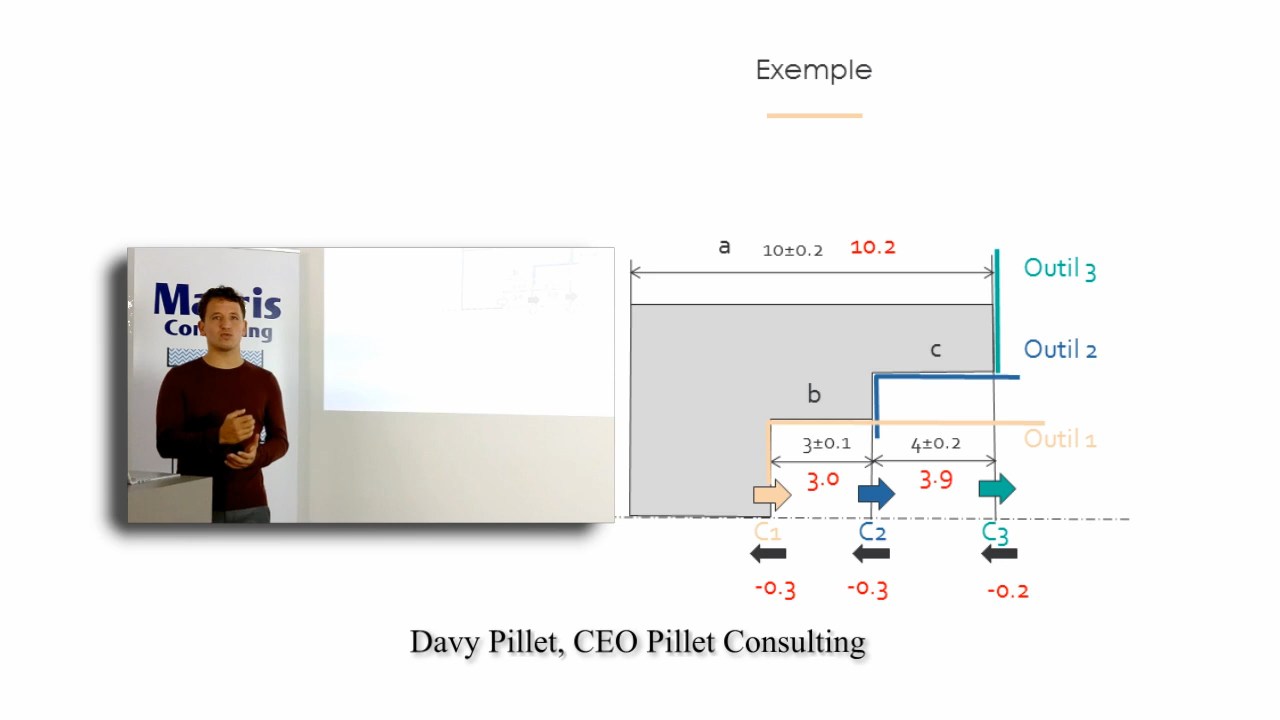 Exemple
a 10±0.2 10.2
Outil 3
Outil 2
c
b
Outil 1
3±0.1 4±0.2
3.0 3.9
C1 C2 C3
-0.3 -0.3 -0.2
Consulting
Davy Pillet, CEO Pillet Consulting